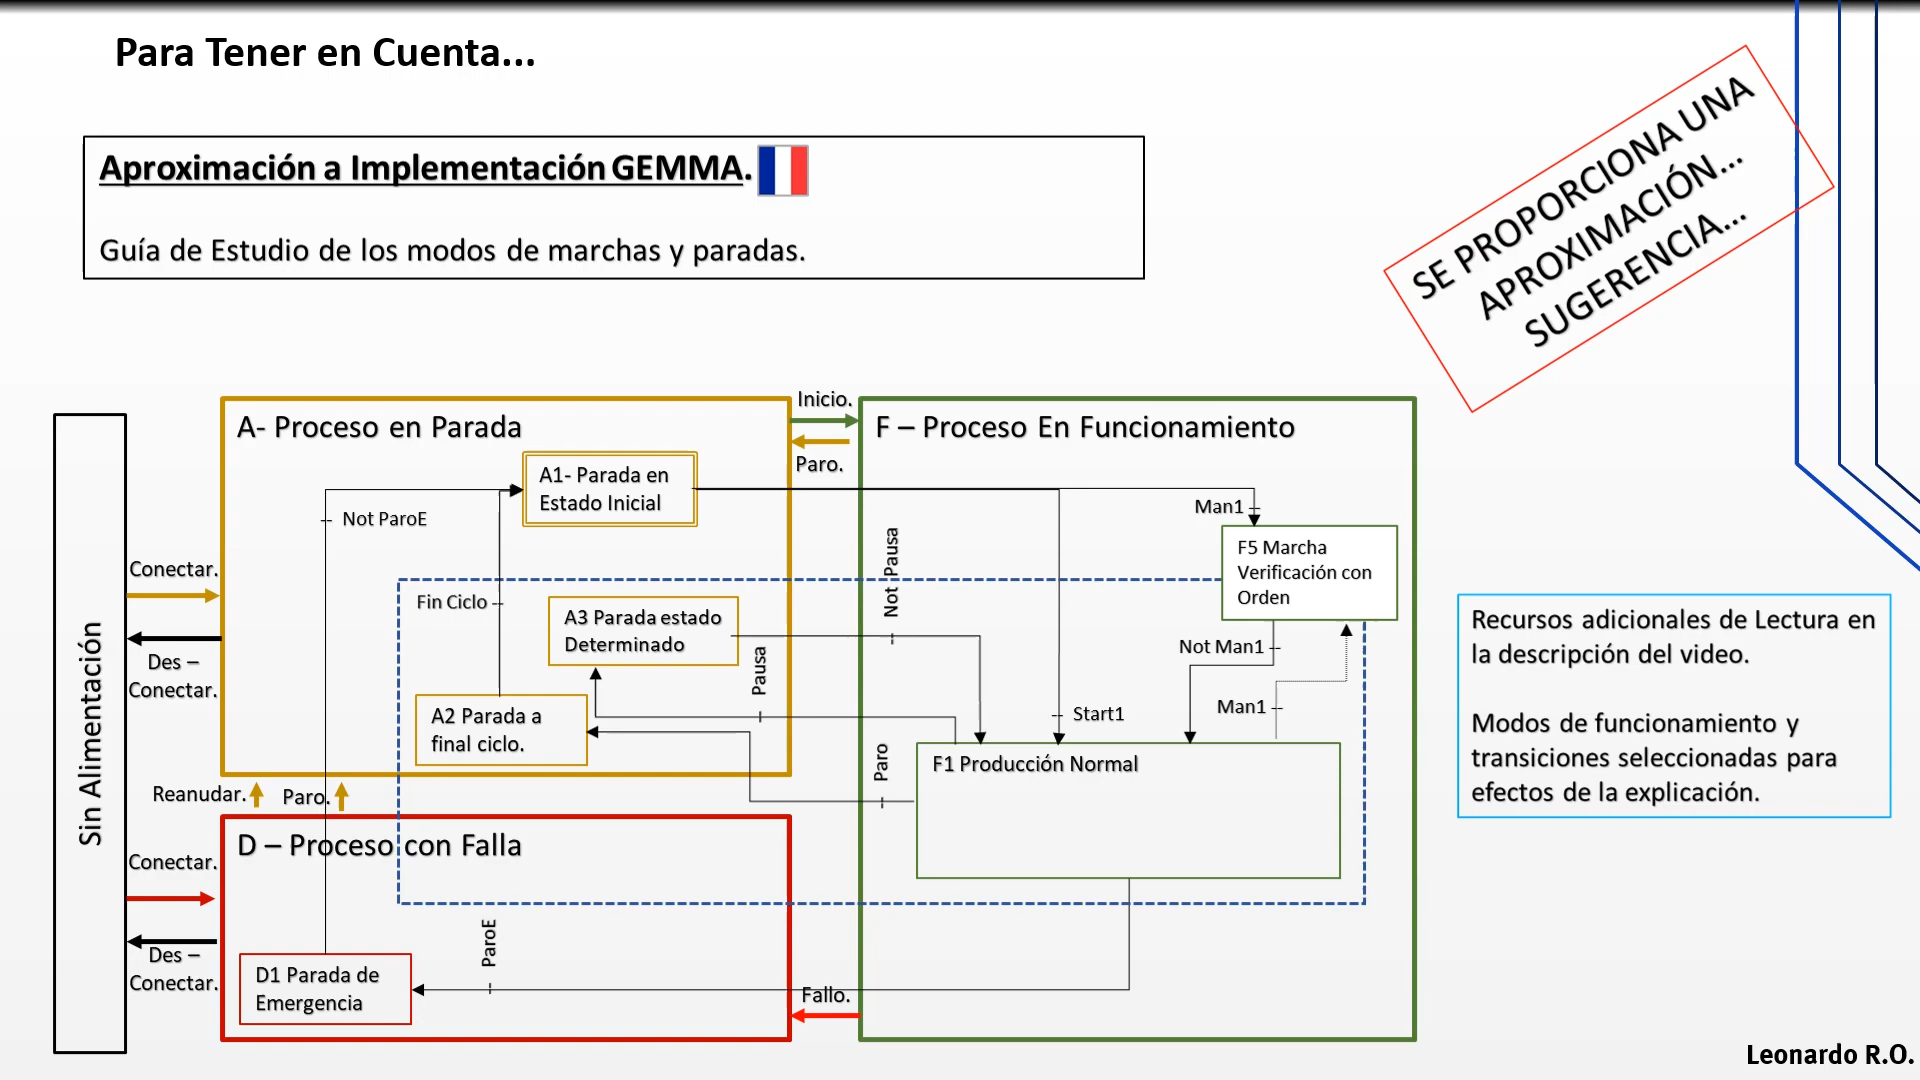 Para Tener en Cuenta...
Aproximación a Implementación GEMMA.
Guía de Estudio de los modos de marchas y paradas.
SE PROPORCIONA UNA
APROXIMACIÓN...
SUGERENCIA...
Sin Alimentación
Conectar.
Des –
Conectar.
Conectar.
Des –
Conectar.
A- Proceso en Parada
A1- Parada en
Estado Inicial
Not ParoE
Fin Ciclo
A3 Parada estado
Determinado
A2 Parada a
final ciclo.
Pausa
Reanudar.
Paro.
Inicio.
Paro.
F – Proceso En Funcionamiento
Man1
F5 Marcha
Verificación con
Orden
Not Pausa
Not Man1
Man1
Start1
Paro
F1 Producción Normal
D – Proceso con Falla
ParoE
D1 Parada de
Emergencia
Fallo.
Recursos adicionales de Lectura en
la descripción del video.
Modos de funcionamiento y
transiciones seleccionadas para
efectos de la explicación.
Leonardo R.O.